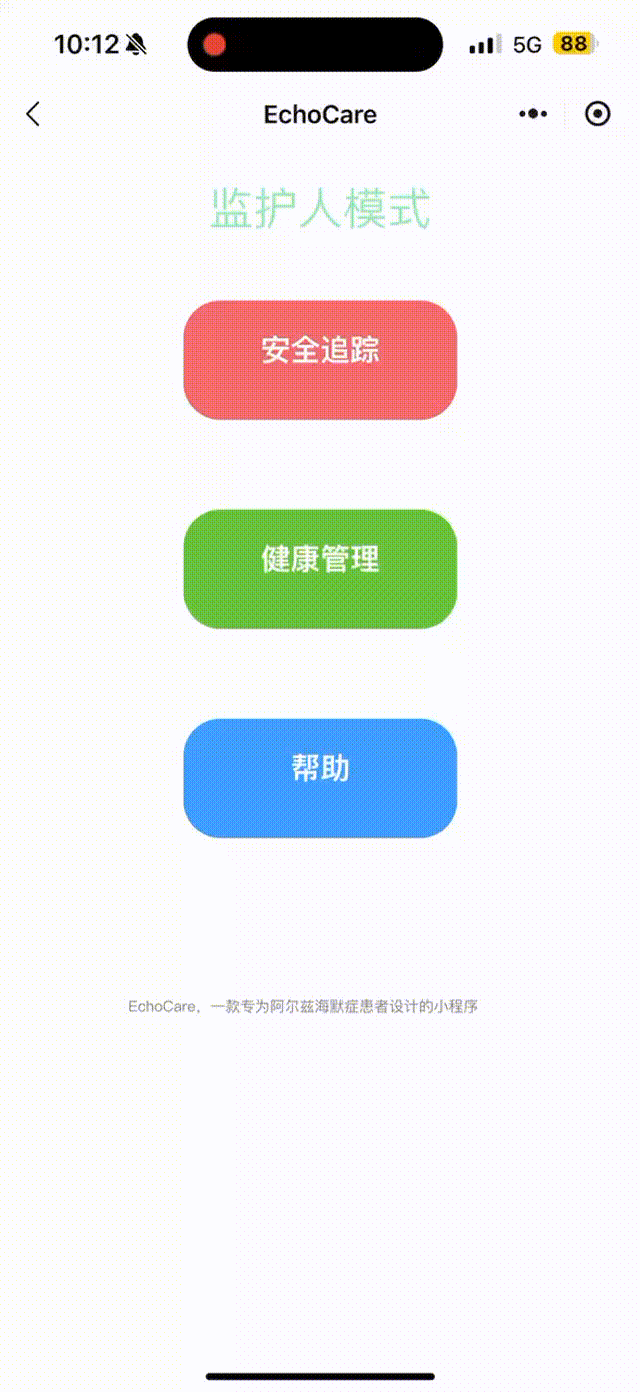 10:12 5G 88
EchoCare
监护人模式
安全追踪
健康管理
帮助
EchoCare，一款专为阿尔兹海默症患者设计的小程序